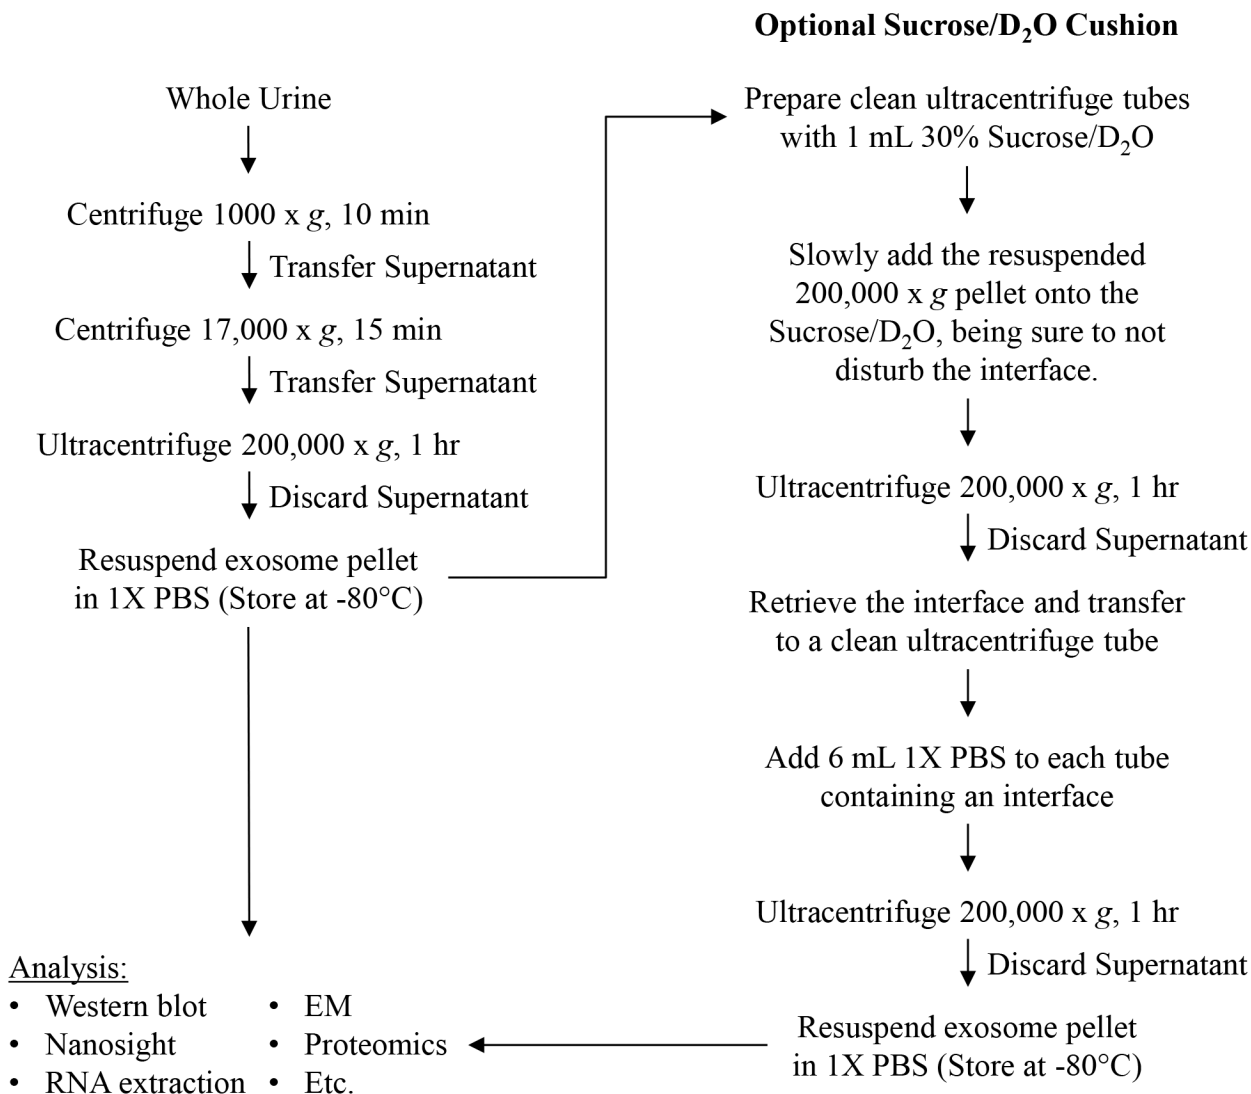 Whole Urine
Centrifuge 1000 x g, 10 min
Transfer Supernatant
Centrifuge 17,000 x g, 15 min
Transfer Supernatant
Ultracentrifuge 200,000 x g, 1 hr
Discard Supernatant
Resuspend exosome pellet
in 1X PBS (Store at -80°C)
Optional Sucrose/D₂O Cushion
Prepare clean ultracentrifuge tubes
with 1 mL 30% Sucrose/D₂O
Slowly add the resuspended
200,000 x g pellet onto the
Sucrose/D₂O, being sure to not
disturb the interface.
Ultracentrifuge 200,000 x g, 1 hr
Discard Supernatant
Retrieve the interface and transfer
to a clean ultracentrifuge tube
Add 6 mL 1X PBS to each tube
containing an interface
Ultracentrifuge 200,000 x g, 1 hr
Discard Supernatant
Resuspend exosome pellet
in 1X PBS (Store at -80°C)
Analysis:
• Western blot
• Nanosight
• RNA extraction
• EM
• Proteomics
• Etc.